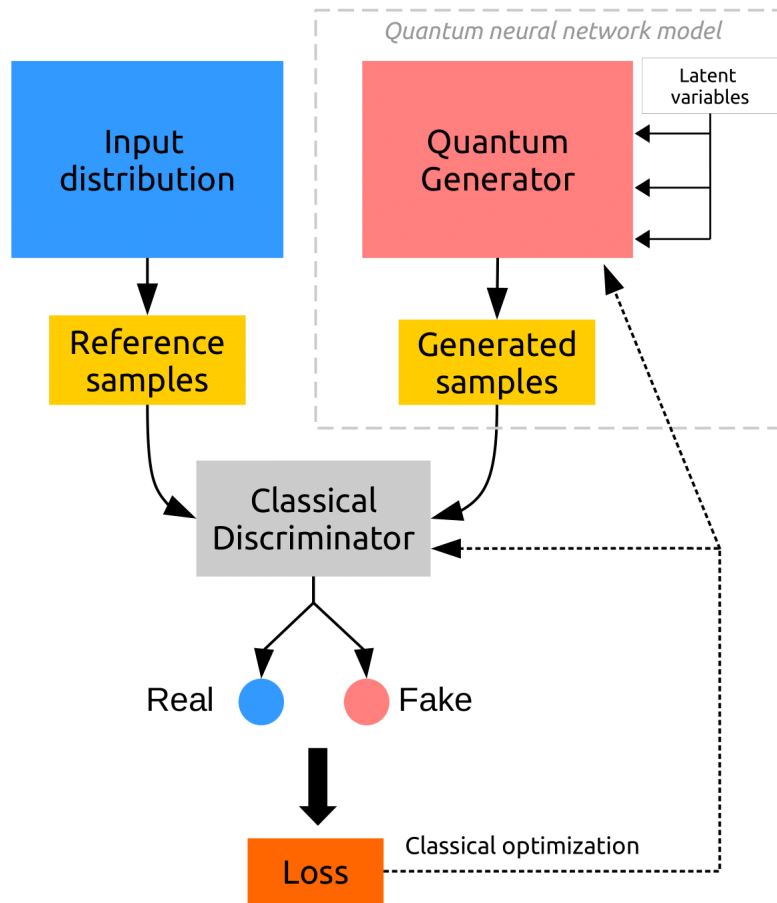 Quantum neural network model
Input
distribution
Quantum
Generator
Latent
variables
Reference
samples
Generated
samples
Classical
Discriminator
Real
Fake
Loss
Classical optimization